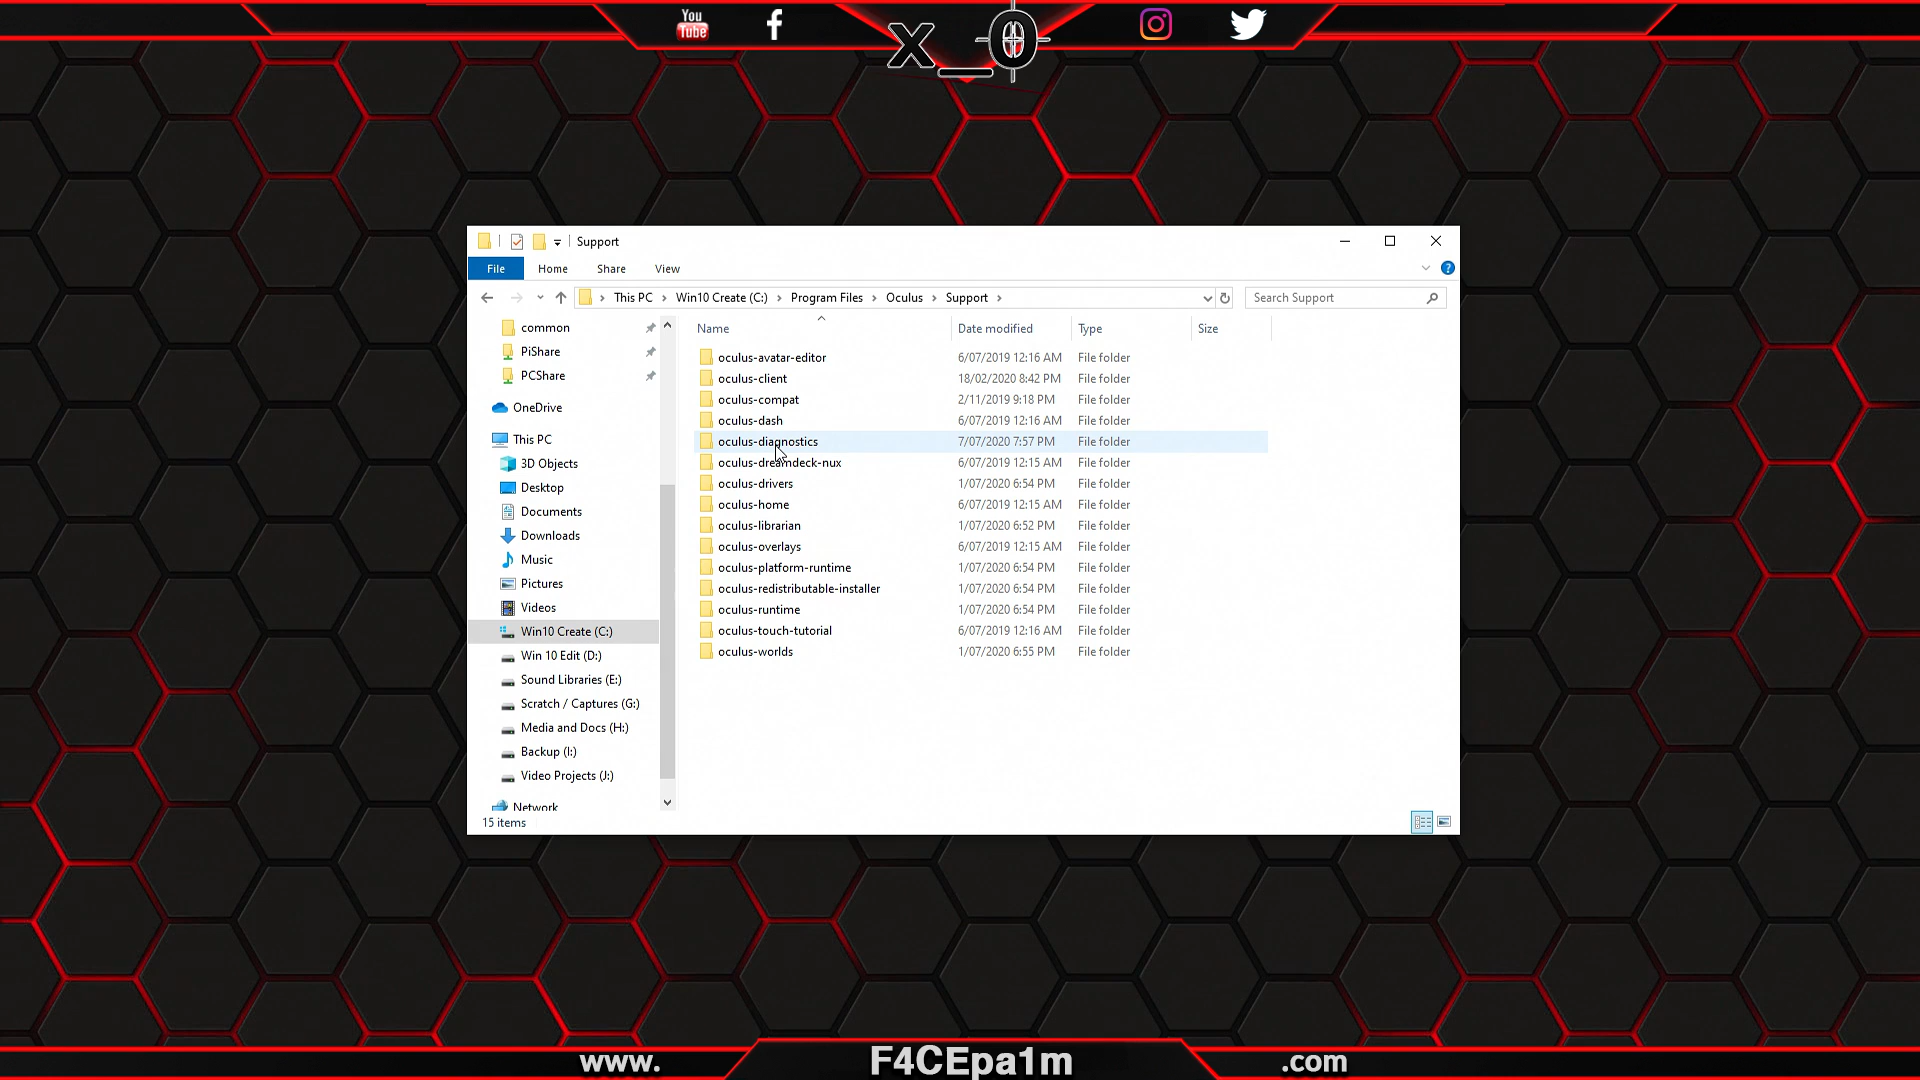 You
Tube
X_0
Support
File Home Share View
This PC > Win10 Create (C:) > Program Files > Oculus > Support >
Search Support
common
PiShare
PCShare
OneDrive
This PC
3D Objects
Desktop
Documents
Downloads
Music
Pictures
Videos
Win10 Create (C:)
Win 10 Edit (D:)
Sound Libraries (E:)
Scratch / Captures (G:)
Media and Docs (H:)
Backup (I:)
Video Projects (J:)
Network
Name Date modified Type Size
oculus-avatar-editor 6/07/2019 12:16 AM File folder
oculus-client 18/02/2020 8:42 PM File folder
oculus-compat 2/11/2019 9:18 PM File folder
oculus-dash 6/07/2019 12:16 AM File folder
oculus-diagnostics 7/07/2020 7:57 PM File folder
oculus-dreamdeck-nux 6/07/2019 12:15 AM File folder
oculus-drivers 1/07/2020 6:54 PM File folder
oculus-home 6/07/2019 12:15 AM File folder
oculus-librarian 1/07/2020 6:52 PM File folder
oculus-overlays 6/07/2019 12:15 AM File folder
oculus-platform-runtime 1/07/2020 6:54 PM File folder
oculus-redistributable-installer 1/07/2020 6:54 PM File folder
oculus-runtime 1/07/2020 6:54 PM File folder
oculus-touch-tutorial 6/07/2019 12:16 AM File folder
oculus-worlds 1/07/2020 6:55 PM File folder
15 items
www. F4CEpa1m .com